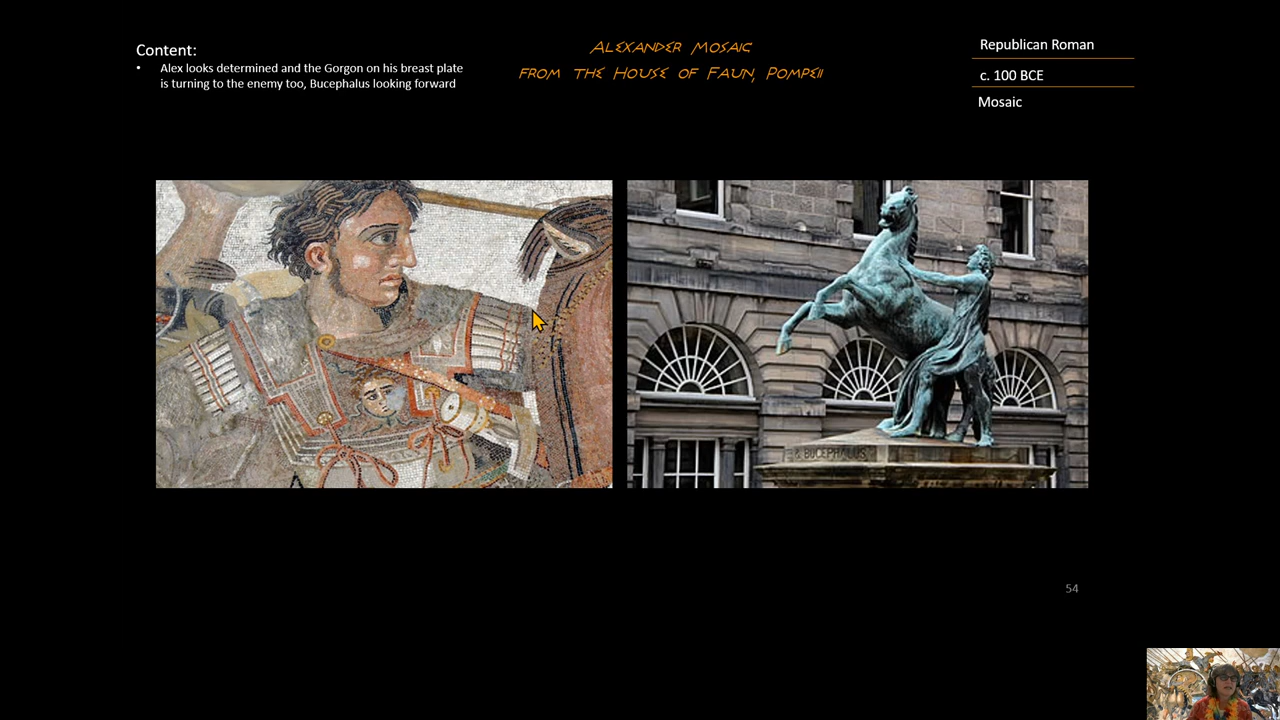 Content:
• Alex looks determined and the Gorgon on his breast plate
is turning to the enemy too, Bucephalus looking forward
Alexander Mosaic
from the House of Faun, Pompeii
Republican Roman
c. 100 BCE
Mosaic
& BUCEPHALUS
54